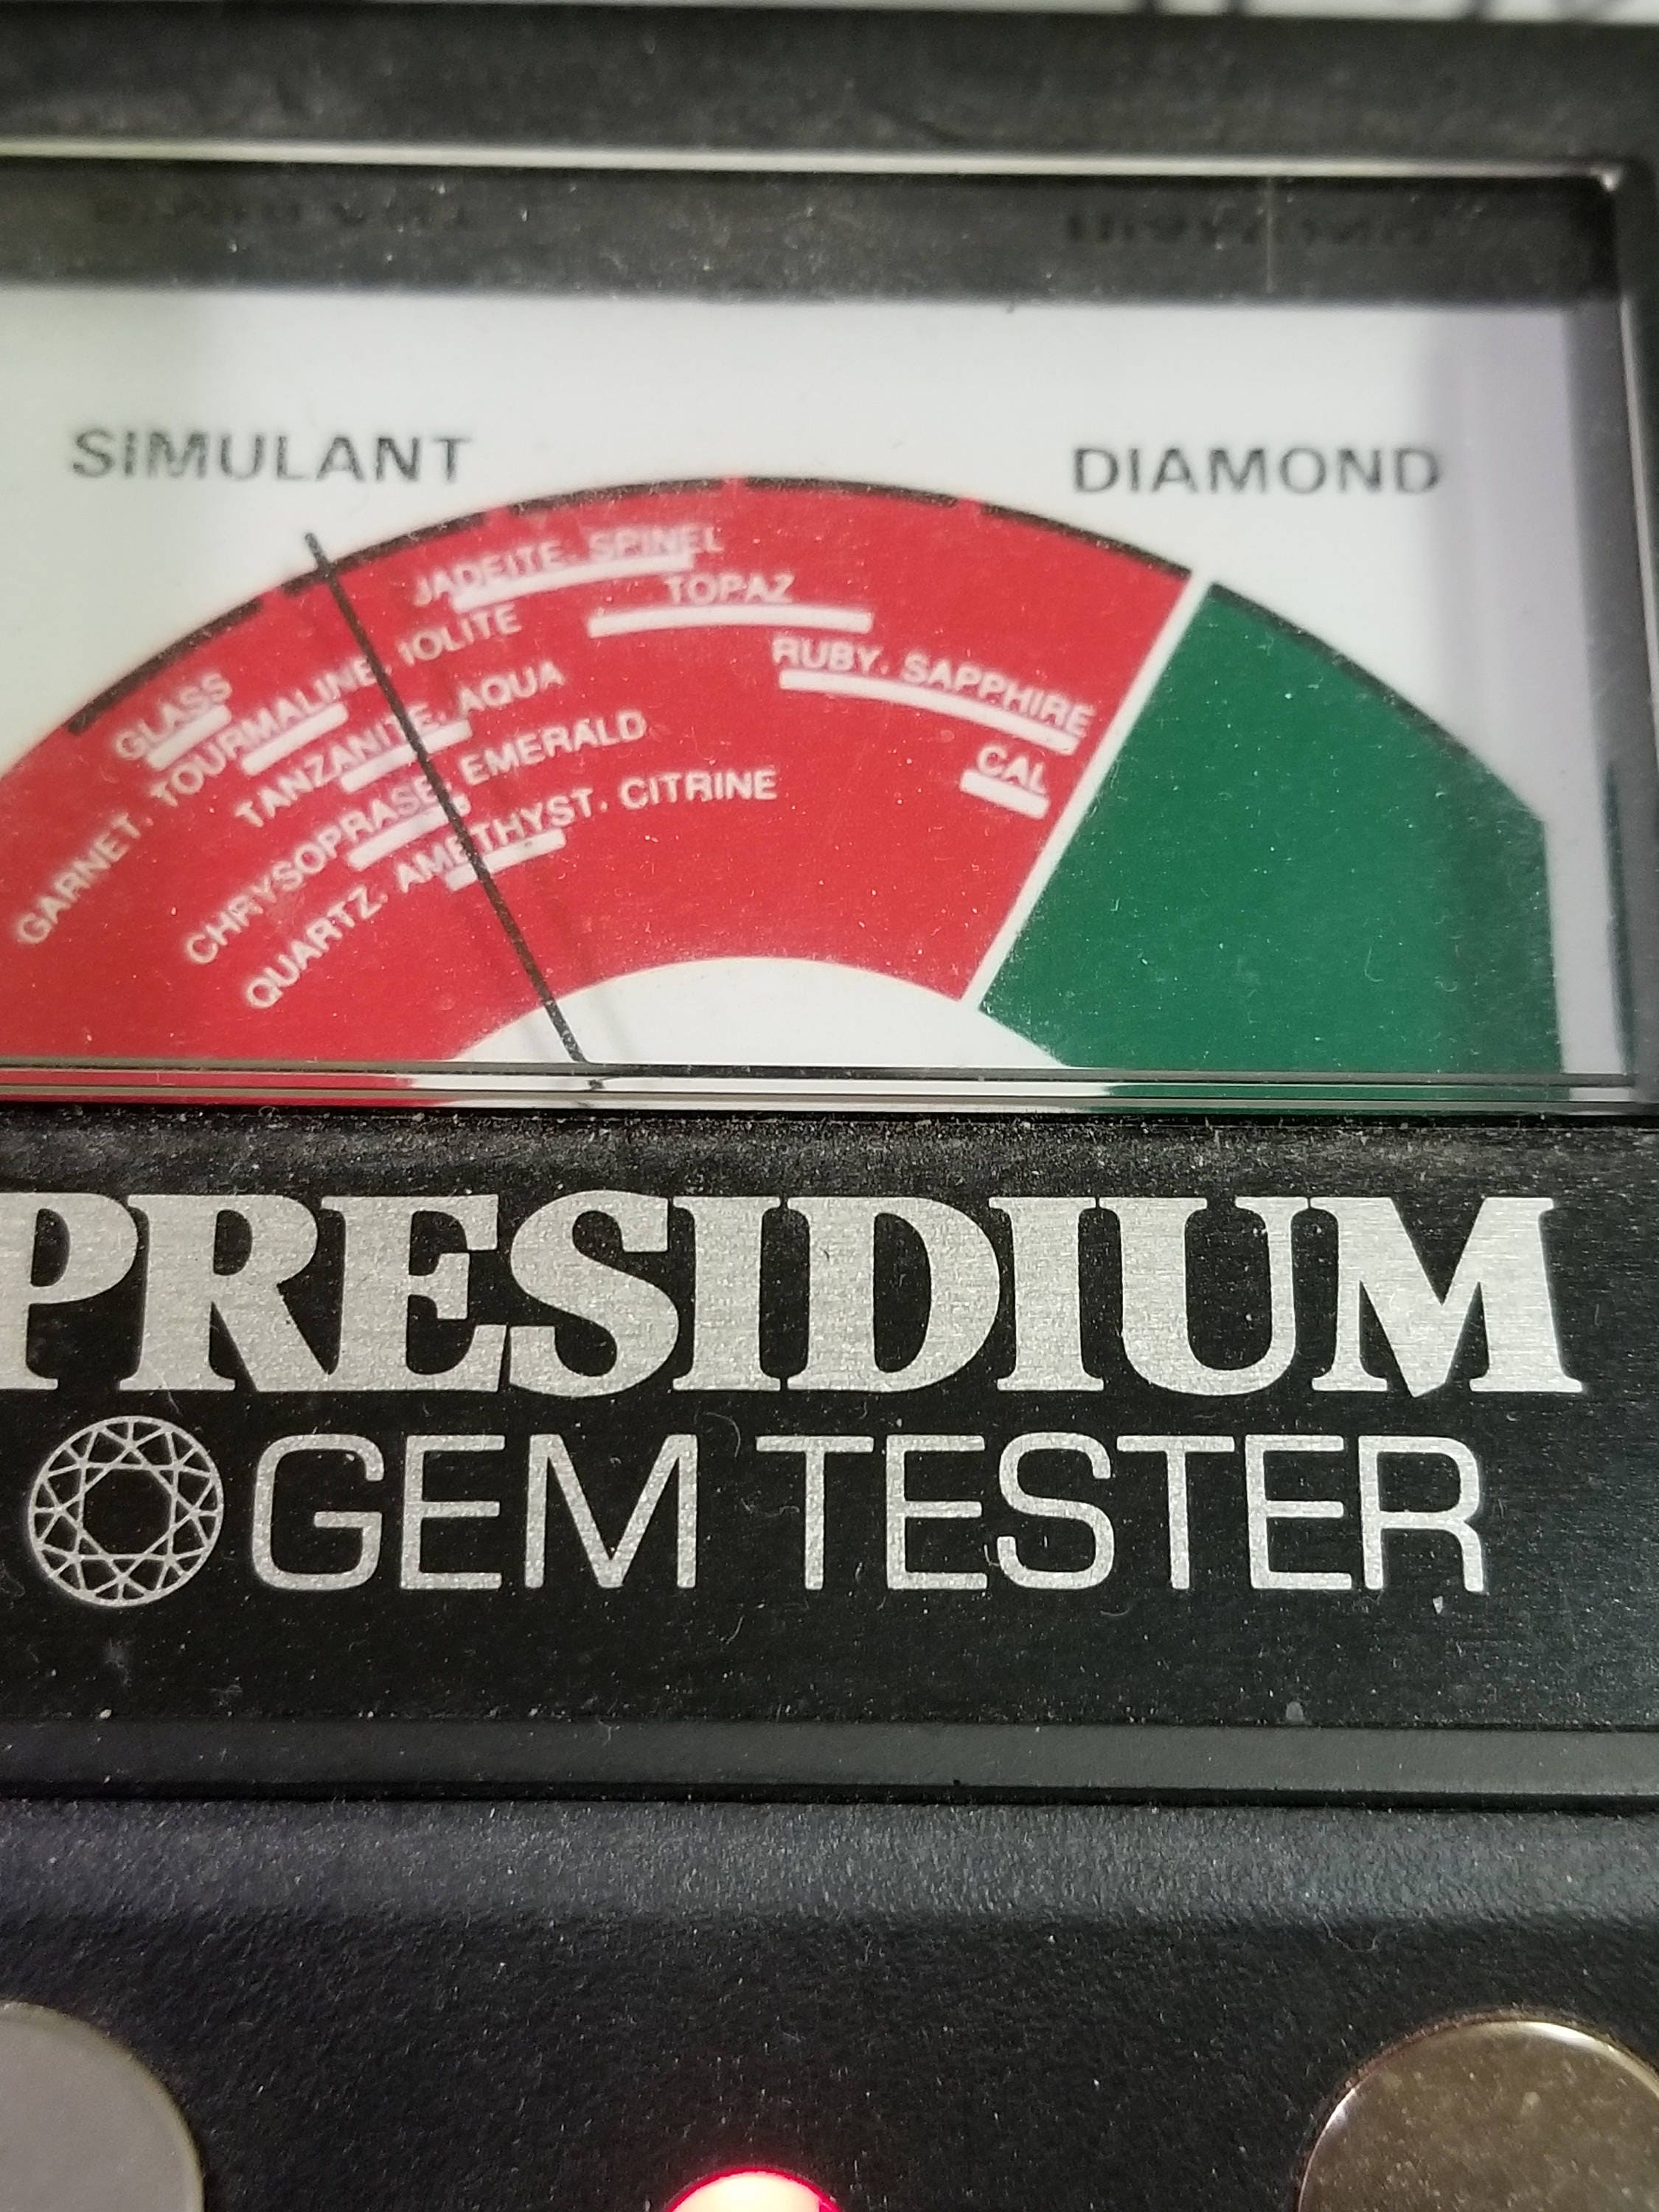 SIMULANT
DIAMOND
JADEITE, SPINEL
TOPAZ
RUBY, SAPPHIRE
CAL
GLASS
GARNET, TOURMALINE, IOLITE
TANZANITE, AQUA
CHRYSOPRASE, EMERALD
QUARTZ, AMETHYST, CITRINE
PRESIDIUM
GEM TESTER